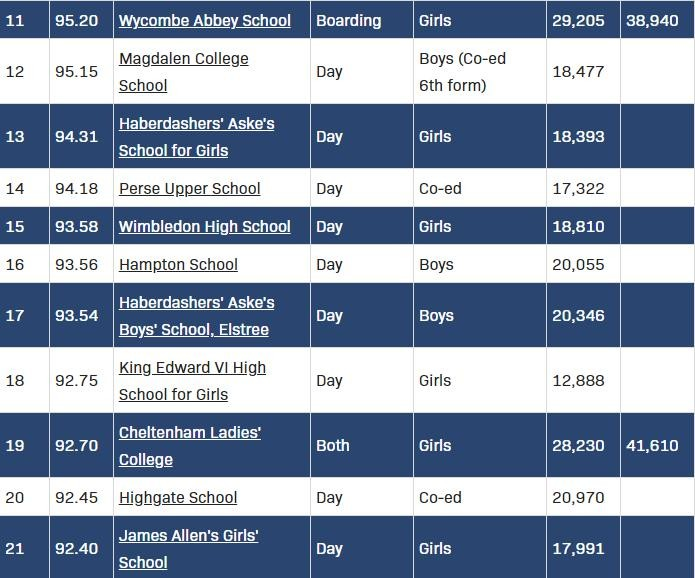 11 95.20 Wycombe Abbey School Boarding Girls 29,205 38,940
12 95.15 Magdalen College School Day Boys (Co-ed 6th form) 18,477
13 94.31 Haberdashers' Aske's School for Girls Day Girls 18,393
14 94.18 Perse Upper School Day Co-ed 17,322
15 93.58 Wimbledon High School Day Girls 18,810
16 93.56 Hampton School Day Boys 20,055
17 93.54 Haberdashers' Aske's Boys' School, Elstree Day Boys 20,346
18 92.75 King Edward VI High School for Girls Day Girls 12,888
19 92.70 Cheltenham Ladies' College Both Girls 28,230 41,610
20 92.45 Highgate School Day Co-ed 20,970
21 92.40 James Allen's Girls' School Day Girls 17,991